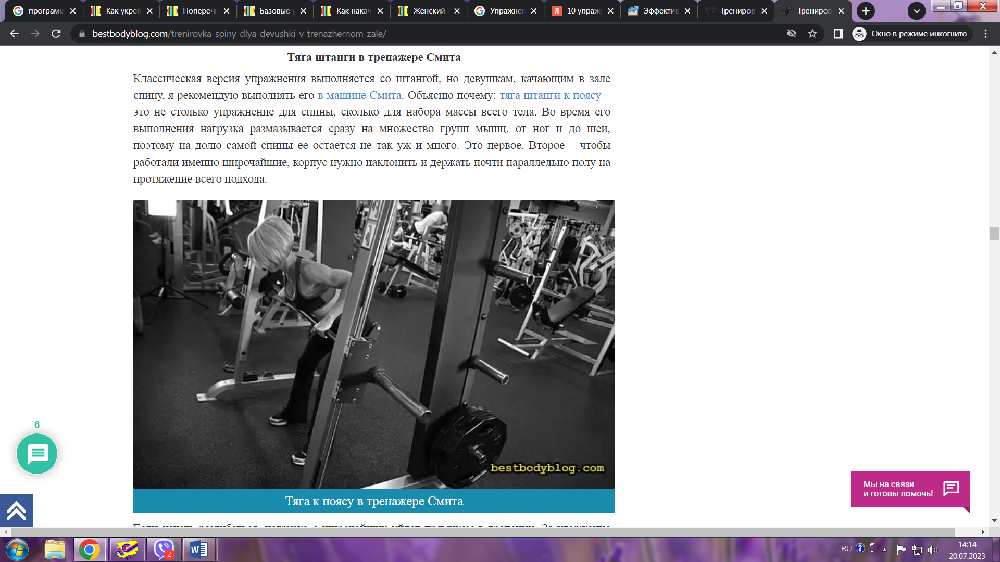 программ
Как укреп
Попереч
Базовые у
Как накач
Женский
Упражнен
10 упраж
Эффектив
Трениров
Трениров
bestbodyblog.com/trenirovka-spiny-dlya-devushki-v-trenazhernom-zale/
Окно в режиме инкогнито
Тяга штанги в тренажере Смита
Классическая версия упражнения выполняется со штангой, но девушкам, качающим в зале
спину, я рекомендую выполнять его в машине Смита. Объясню почему: тяга штанги к поясу –
это не столько упражнение для спины, сколько для набора массы всего тела. Во время его
выполнения нагрузка размазывается сразу на множество групп мышц, от ног и до шеи,
поэтому на долю самой спины ее остается не так уж и много. Это первое. Второе – чтобы
работали именно широчайшие, корпус нужно наклонить и держать почти параллельно полу на
протяжение всего подхода.
bestbodyblog.com
Тяга к поясу в тренажере Смита
6
Мы на связи
и готовы помочь!
2
RU
14:14
20.07.2023